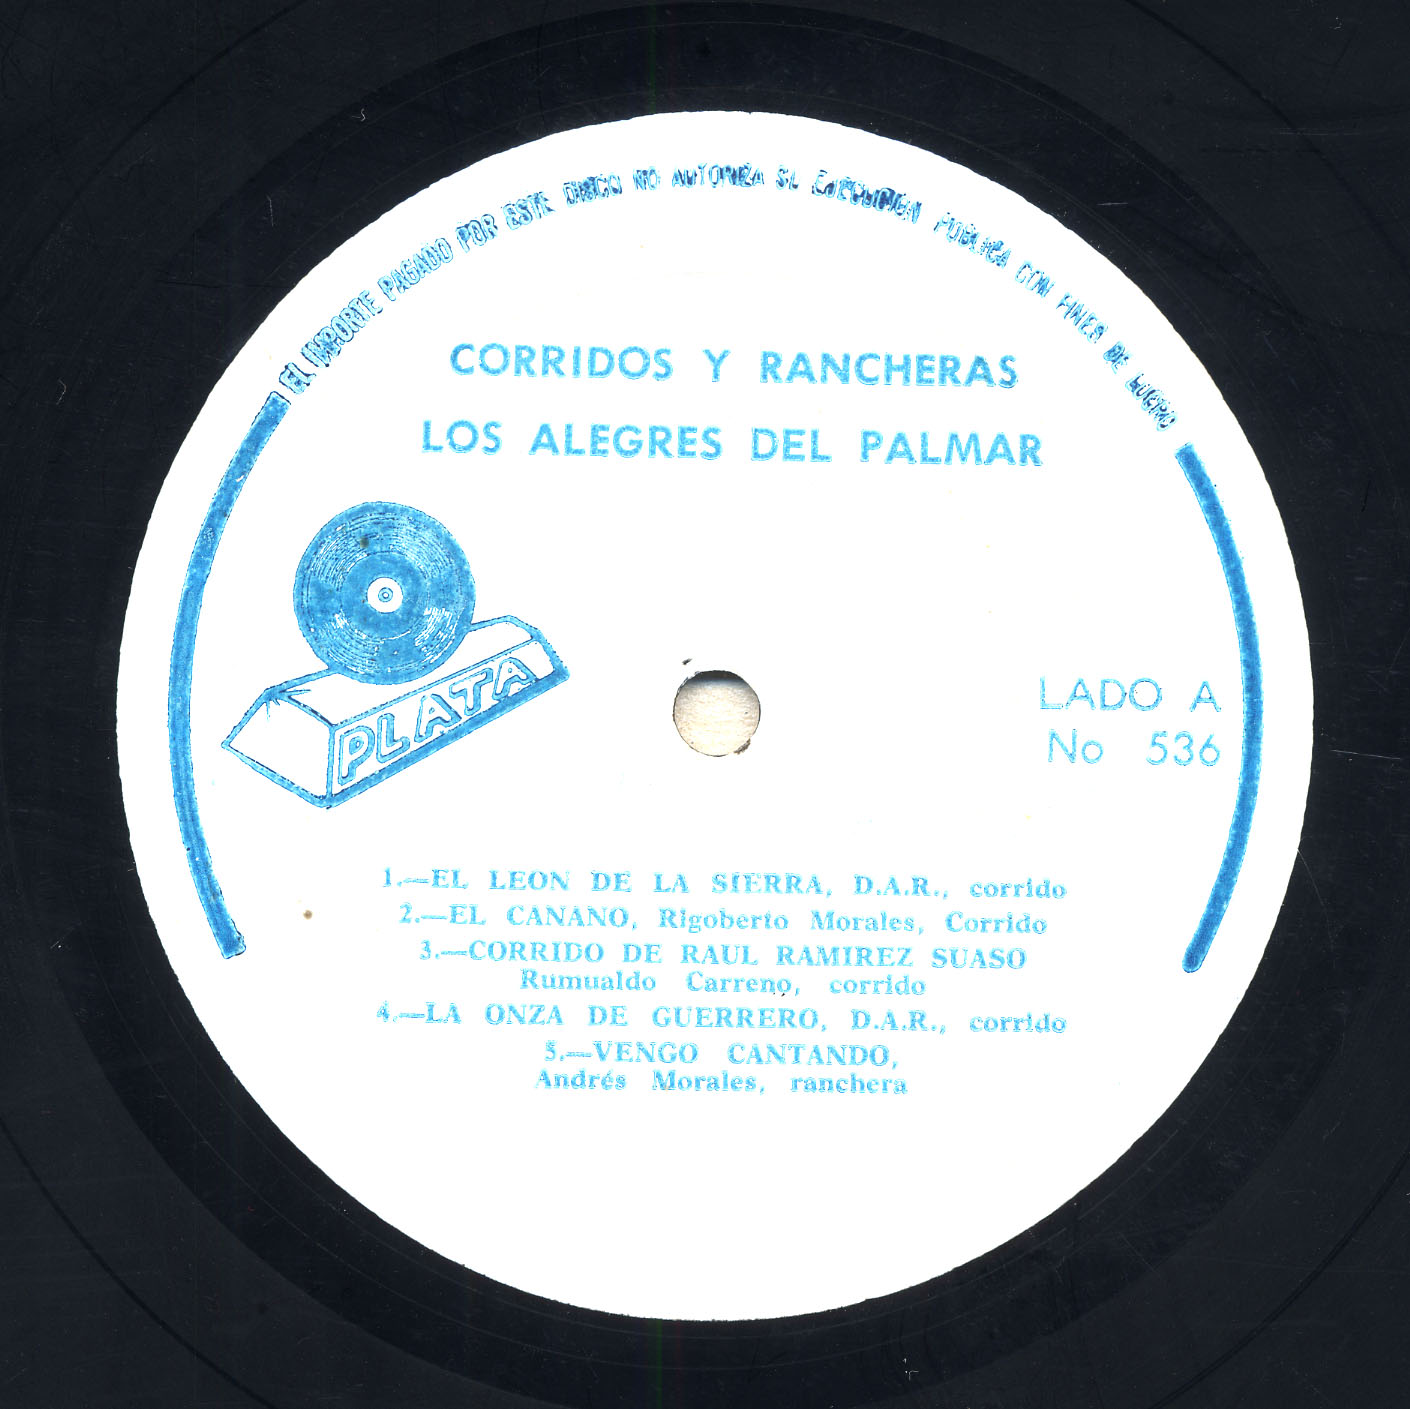 EL IMPORTE PAGADO POR ESTE DISCO NO AUTORIZA SU EJECUCION PUBLICA CON FINES DE LUCRO
CORRIDOS Y RANCHERAS
LOS ALEGRES DEL PALMAR
PLATA
LADO A
No 536
1.—EL LEON DE LA SIERRA, D.A.R., corrido
2.—EL CANANO, Rigoberto Morales, Corrido
3.—CORRIDO DE RAUL RAMIREZ SUASO
Rumualdo Carreno, corrido
4.—LA ONZA DE GUERRERO, D.A.R., corrido
5.—VENGO CANTANDO,
Andrés Morales, ranchera